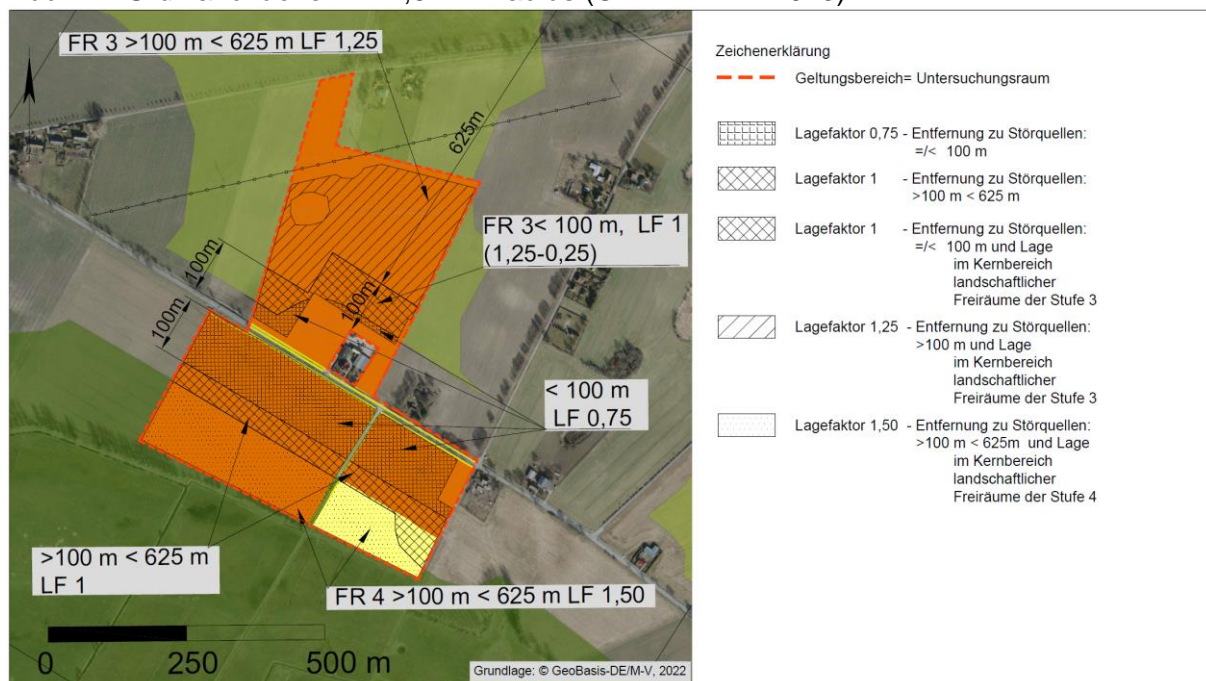 FR 3 >100 m < 625 m LF 1,25
625m
FR 3< 100 m, LF 1
(1,25-0,25)
100m
100m
100m
< 100 m
LF 0,75
>100 m < 625 m
LF 1
FR 4 >100 m < 625 m LF 1,50
0 250 500 m
Grundlage: © GeoBasis-DE/M-V, 2022
Zeichenerklärung
Geltungsbereich= Untersuchungsraum
Lagefaktor 0,75 - Entfernung zu Störquellen:
=/< 100 m
Lagefaktor 1 - Entfernung zu Störquellen:
>100 m < 625 m
Lagefaktor 1 - Entfernung zu Störquellen:
=/< 100 m und Lage
im Kernbereich
landschaftlicher
Freiräume der Stufe 3
Lagefaktor 1,25 - Entfernung zu Störquellen:
>100 m und Lage
im Kernbereich
landschaftlicher
Freiräume der Stufe 3
Lagefaktor 1,50 - Entfernung zu Störquellen:
>100 m < 625m und Lage
im Kernbereich
landschaftlicher
Freiräume der Stufe 4